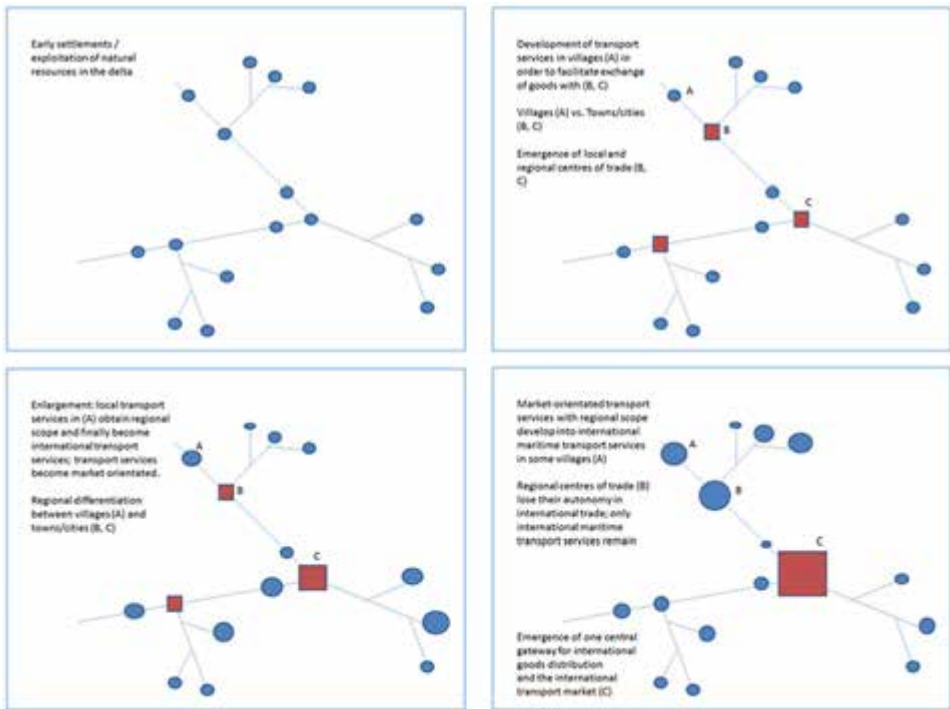 Early settlements /
exploitation of natural
resources in the delta
Development of transport
services in villages (A) in
order to facilitate exchange
of goods with (B, C)
Villages (A) vs. Towns/cities
(B, C)
Emergence of local and
regional centres of trade (B,
C)
A
B
C
Enlargement: local transport
services in (A) obtain regional
scope and finally become
international transport
services; transport services
become market orientated.
Regional differentiation
between villages (A) and
towns/cities (B, C)
A
B
C
Market-orientated transport
services with regional scope
develop into international
maritime transport services
in some villages (A)
Regional centres of trade (B)
lose their autonomy in
international trade; only
international maritime
transport services remain
A
B
C
Emergence of one central
gateway for international
goods distribution
and the international
transport market (C)